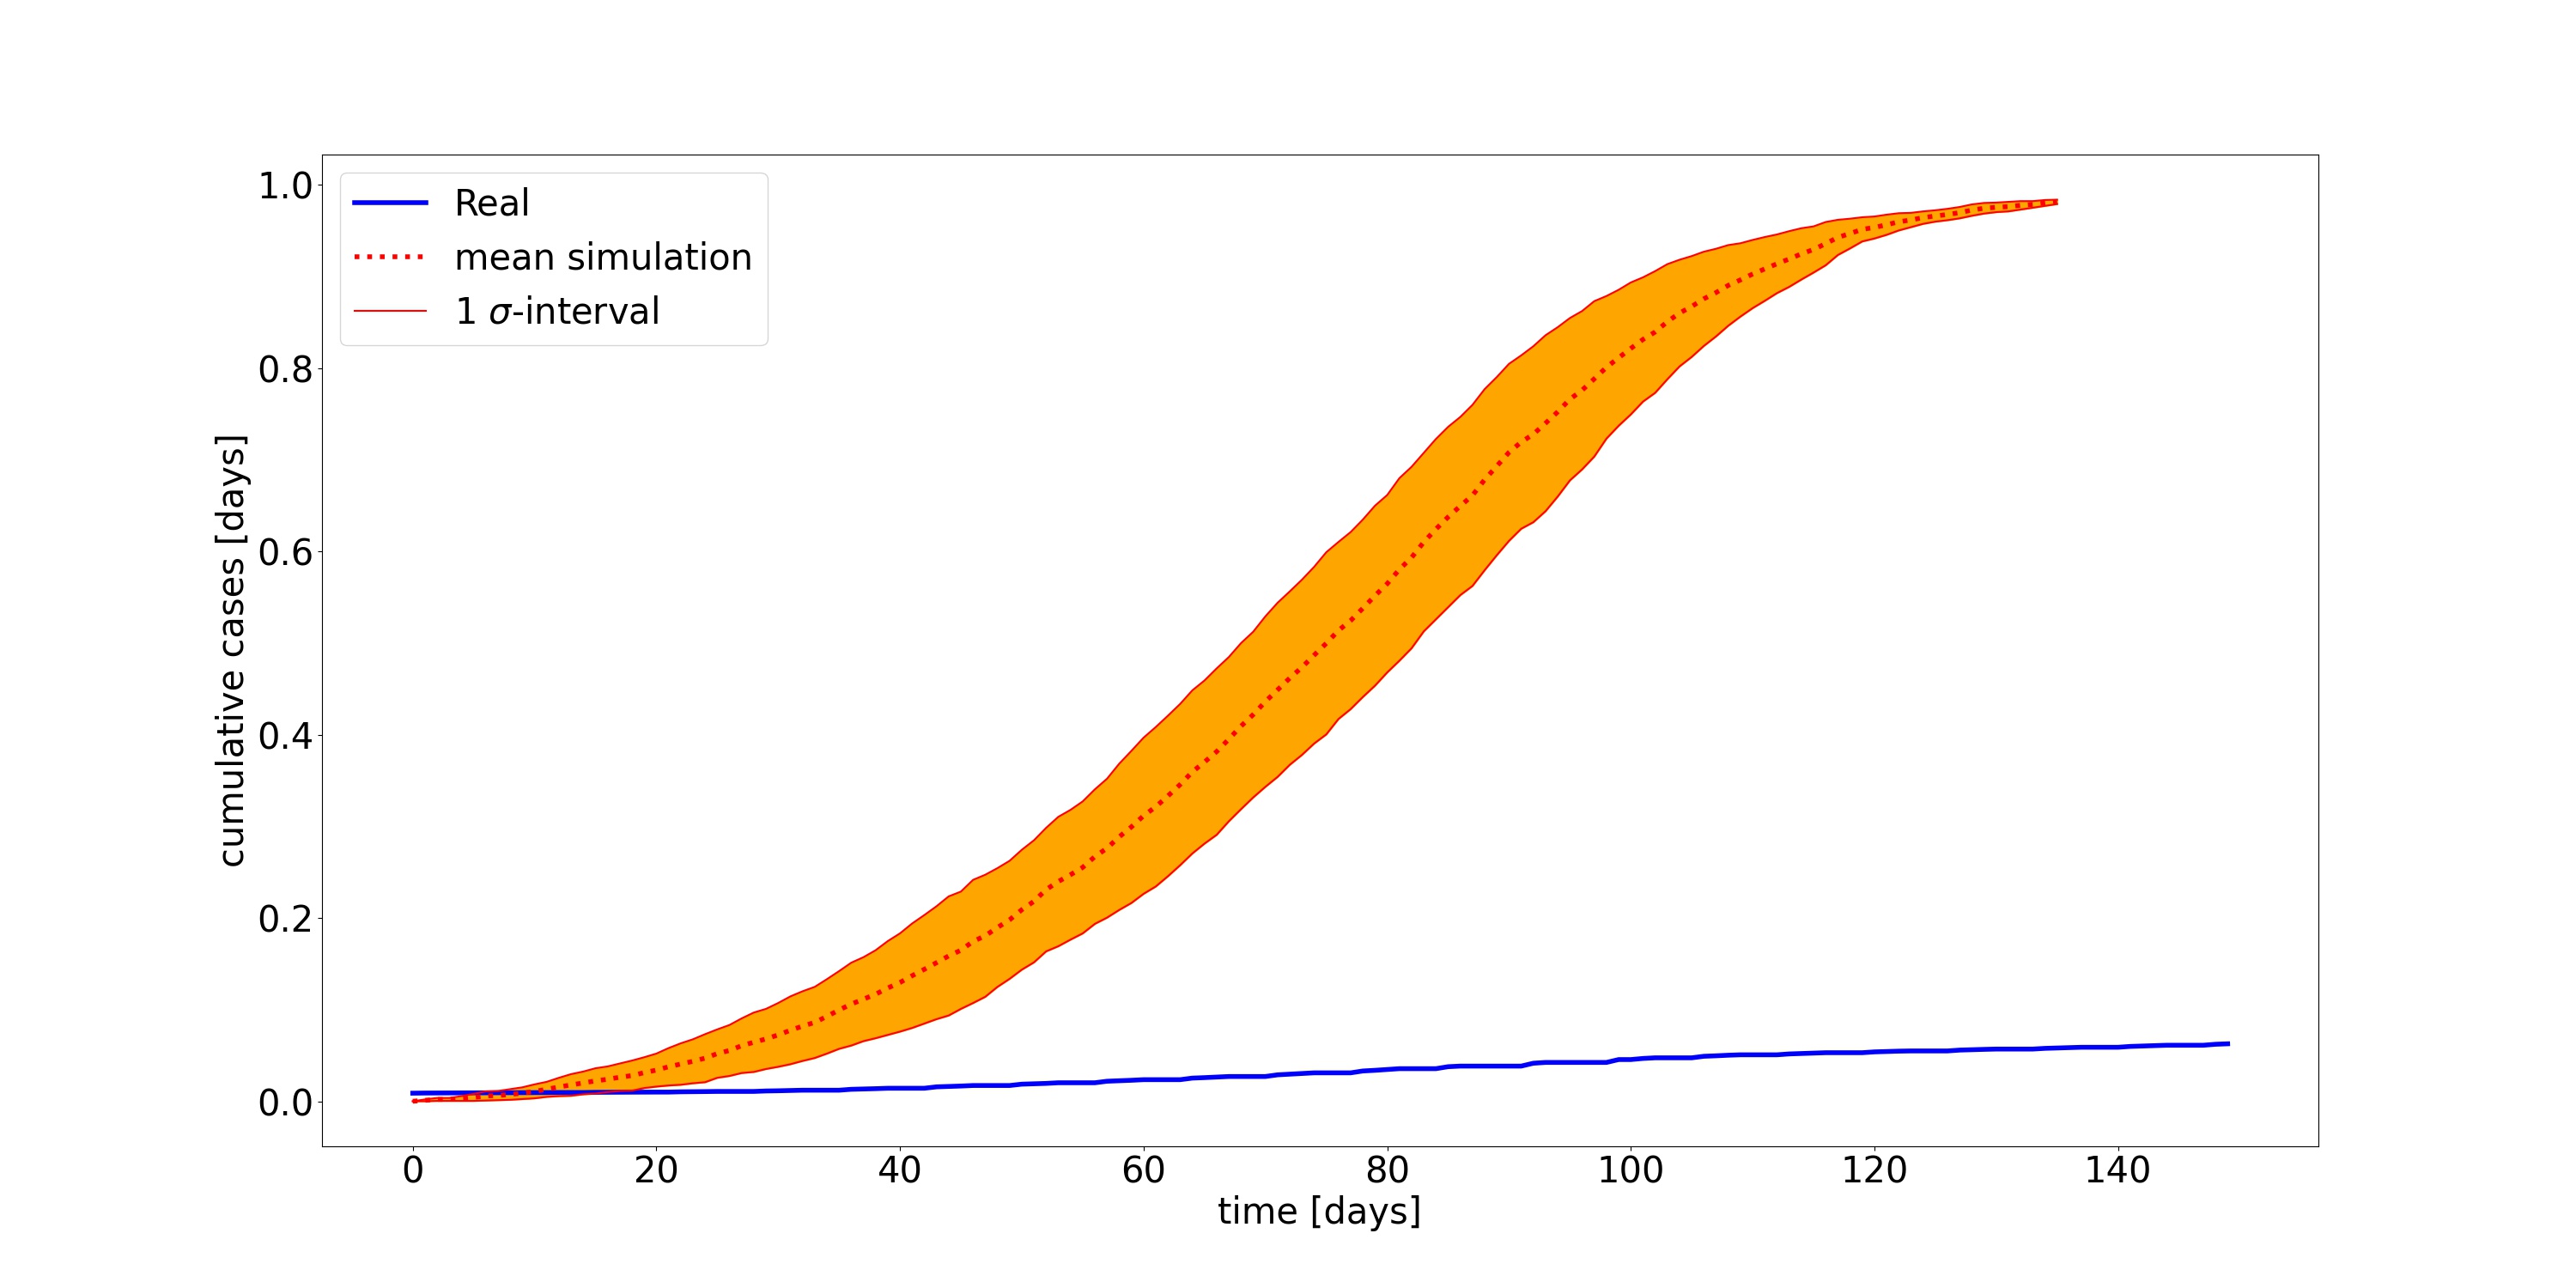 Real
mean simulation
1 σ-interval
1.0
0.8
0.6
0.4
0.2
0.0
cumulative cases [days]
0 20 40 60 80 100 120 140
time [days]